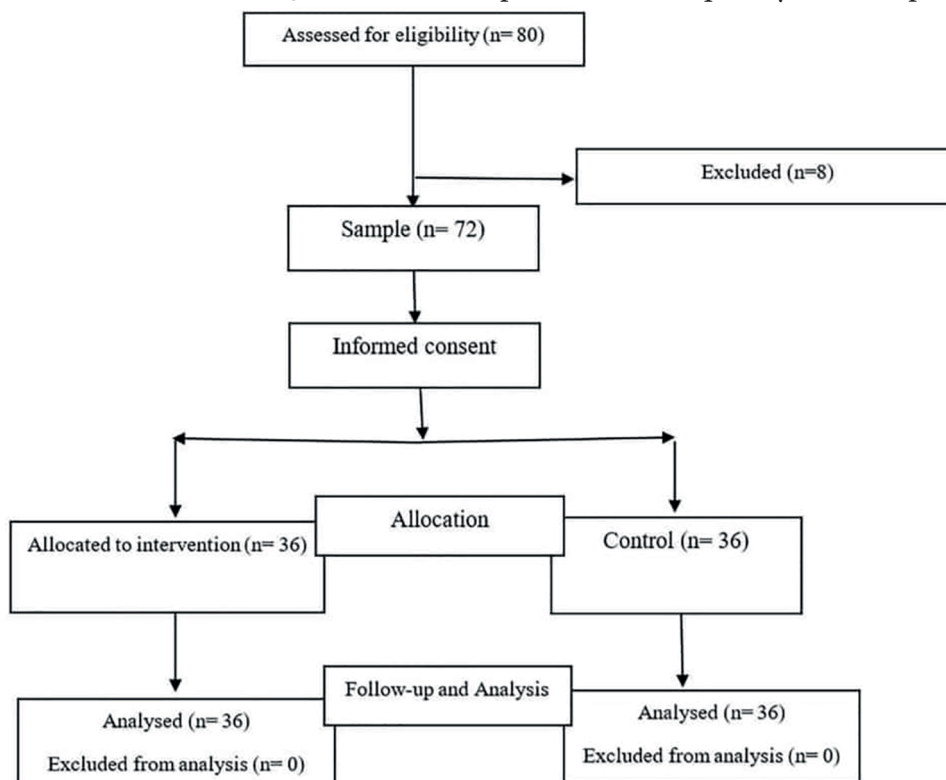 Assessed for eligibility (n= 80)
Excluded (n=8)
Sample (n= 72)
Informed consent
Allocation
Allocated to intervention (n= 36)
Control (n= 36)
Follow-up and Analysis
Analysed (n= 36)
Excluded from analysis (n= 0)
Analysed (n= 36)
Excluded from analysis (n= 0)